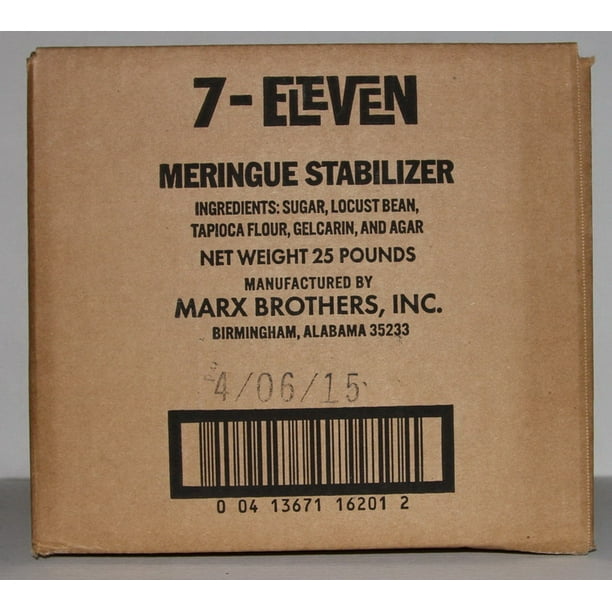 7-ELEVEN
MERINGUE STABILIZER
INGREDIENTS: SUGAR, LOCUST BEAN,
TAPIOCA FLOUR, GELCARIN, AND AGAR
NET WEIGHT 25 POUNDS
MANUFACTURED BY
MARX BROTHERS, INC.
BIRMINGHAM, ALABAMA 35233
4/06/15
0 04 13671 16201 2